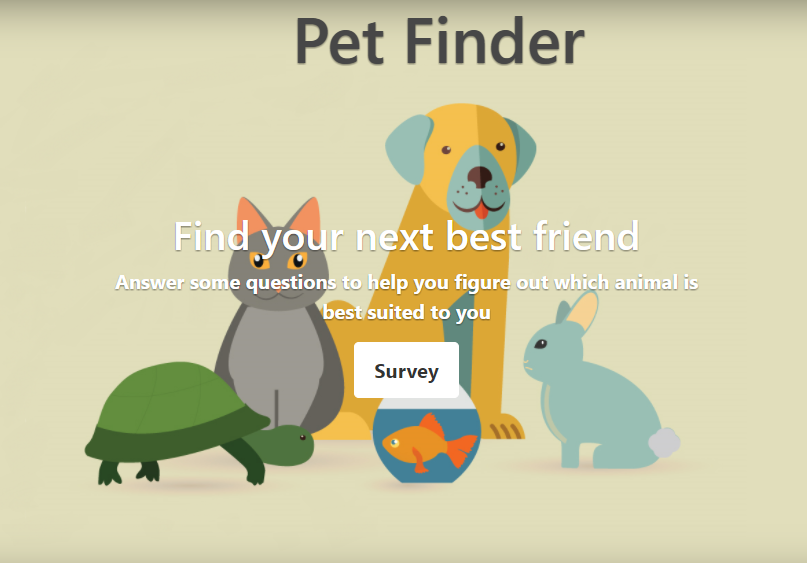 Pet Finder
Find your next best friend
Answer some questions to help you figure out which animal is
best suited to you
Survey